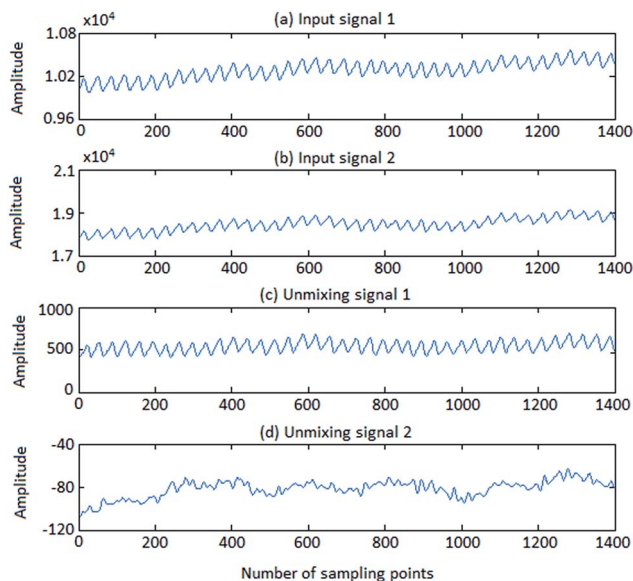 (a) Input signal 1
x10⁴
1.08
1.02
0.96
Amplitude
0 200 400 600 800 1000 1200 1400
(b) Input signal 2
x10⁴
2.1
1.9
1.7
Amplitude
0 200 400 600 800 1000 1200 1400
(c) Unmixing signal 1
1000
500
0
Amplitude
0 200 400 600 800 1000 1200 1400
(d) Unmixing signal 2
-40
-80
-120
Amplitude
0 200 400 600 800 1000 1200 1400
Number of sampling points